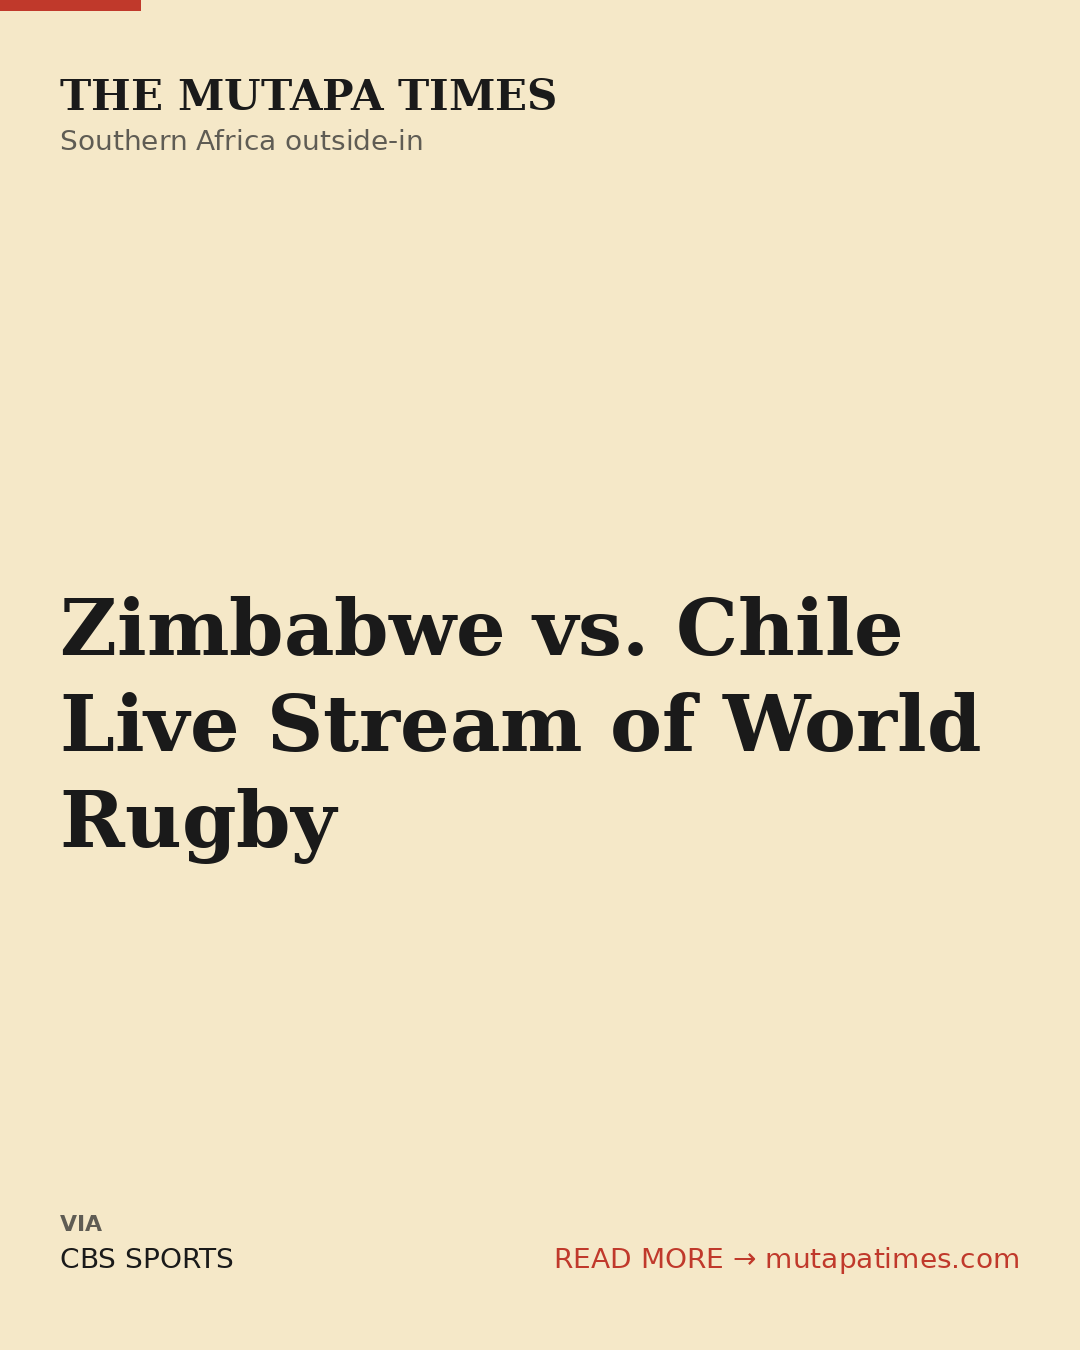 THE MUTAPA TIMES
Southern Africa outside-in
Zimbabwe vs. Chile
Live Stream of World
Rugby
VIA
CBS SPORTS
READ MORE → mutapatimes.com